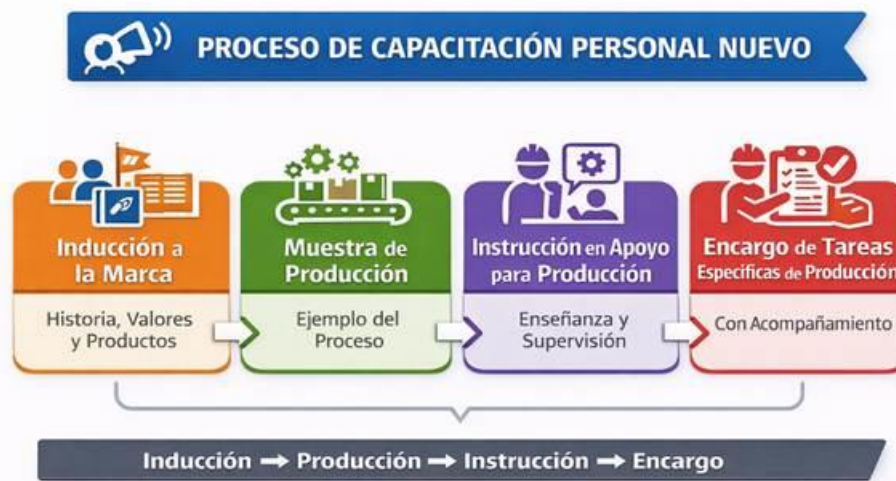 PROCESO DE CAPACITACIÓN PERSONAL NUEVO
Inducción a
la Marca
Historia, Valores
y Productos
Muestra de
Producción
Ejemplo del
Proceso
Instrucción en Apoyo
para Producción
Enseñanza y
Supervisión
Encargo de Tareas
Específicas de Producción
Con Acompañamiento
Inducción → Producción → Instrucción → Encargo